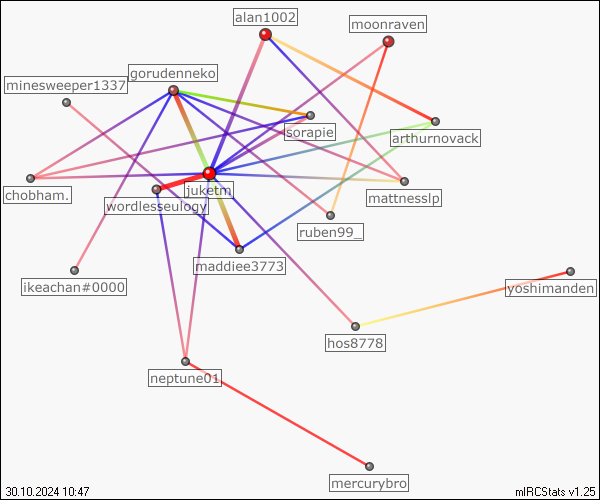 alan1002
moonraven
gorudenneko
minesweeper1337
sorapie
arthurnovack
chobham.
juketm
mattnesslp
wordlesseulogy
ruben99_
maddiee3773
ikeachan#0000
yoshimanden
hos8778
neptune01
mercurybro
30.10.2024 10:47
mIRCStats v1.25